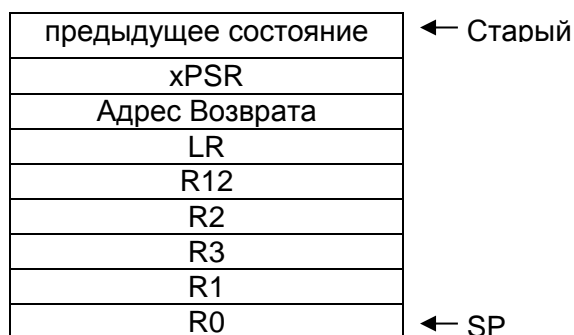 предыдущее состояние
Старый
xPSR
Адрес Возврата
LR
R12
R2
R3
R1
R0
SP